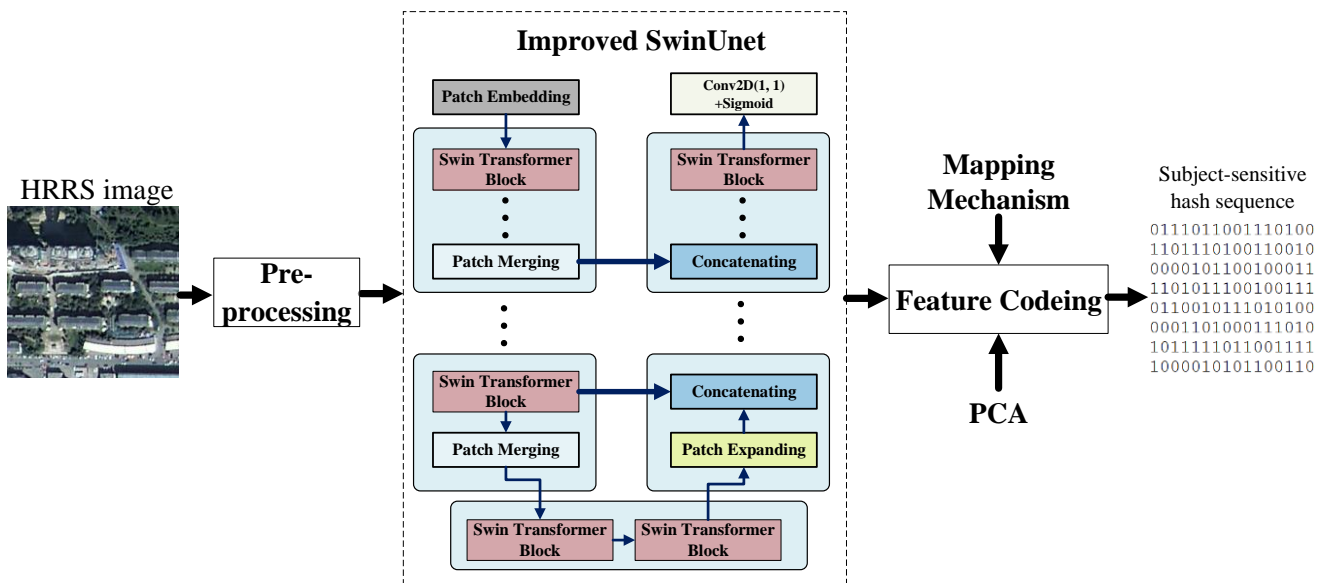 HRRS image
Pre-
processing
Improved SwinUnet
Patch Embedding
Swin Transformer
Block
Patch Merging
Swin Transformer
Block
Patch Merging
Swin Transformer
Block
Swin Transformer
Block
Conv2D(1, 1)
+Sigmoid
Swin Transformer
Block
Concatenating
Concatenating
Patch Expanding
Mapping
Mechanism
Feature Codeing
PCA
Subject-sensitive
hash sequence
0111011001110100
1101110100110010
0000101100100011
1101011100100111
0110010111010100
0001101000111010
1011111011001111
1000010101100110